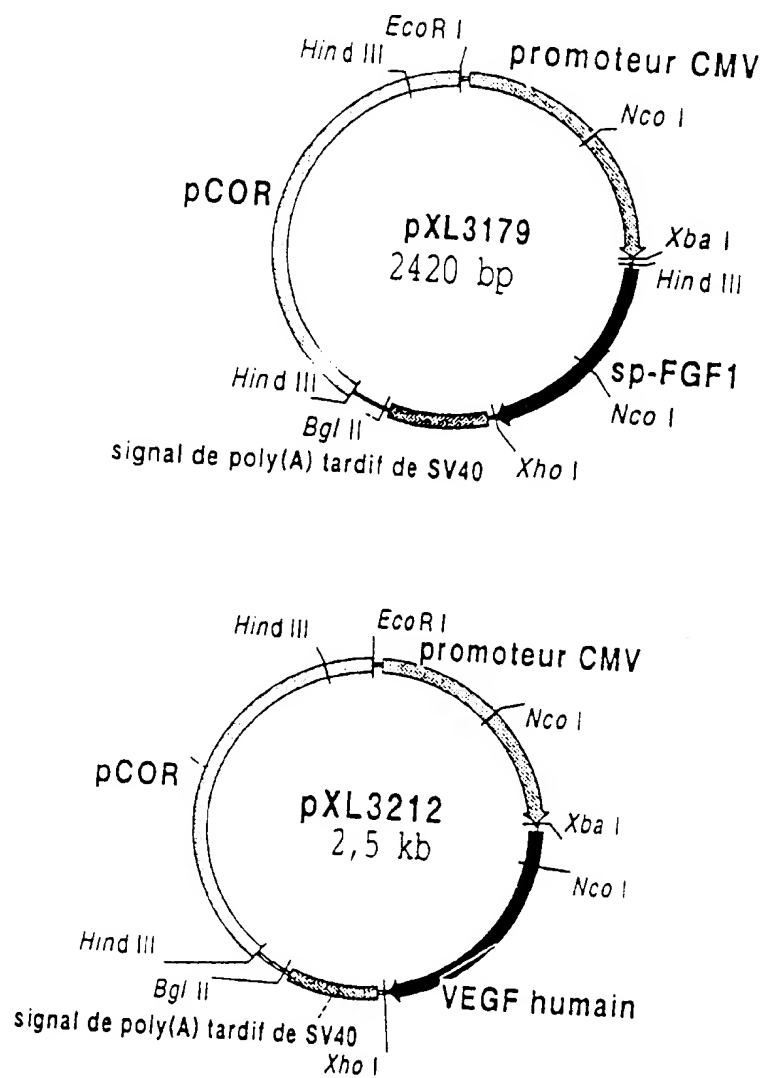 EcoR I
Hind III
promoteur CMV
Nco I
pCOR
pXL3179
2420 bp
Xba I
Hind III
sp-FGF1
Hind III
Nco I
Bgl II
signal de poly(A) tardif de SV40
Xho I
Hind III
EcoR I
promoteur CMV
Nco I
pCOR
pXL3212
2,5 kb
Xba I
Nco I
Hind III
Bgl II
VEGF humain
signal de poly(A) tardif de SV40
Xho I